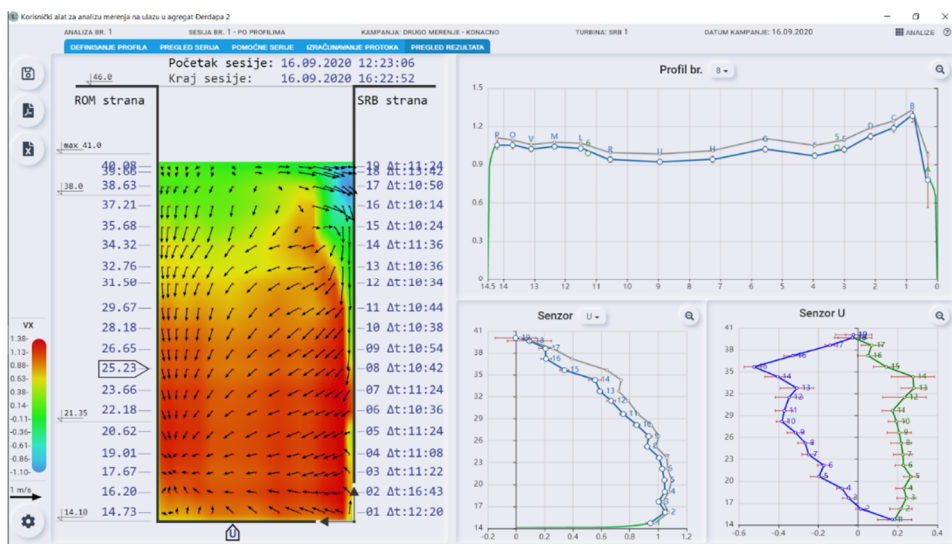 Korisnički alat za analizu merenja na ulazu u agregat Đerdapa 2
ANALIZA BR. 1 SESIJA BR. 1 - PO PROFILIMA KAMPANJA: DRUGO MERENJE - KONACNO TURBINA: SRB 1 DATUM KAMPANJE: 16.09.2020 ANALIZE
DEFINISANJE PROFILA PREGLED SERIJA POMOĆNE SERIJE IZRAČUNAVANJE PROTOKA PREGLED REZULTATA
Početak sesije: 16.09.2020 12:23:06
Kraj sesije: 16.09.2020 16:22:52
46.0
ROM strana SRB strana
max 41.0
40.08 19 Δt:11:24
39.66 18 Δt:13:42
38.63 17 Δt:10:50
38.0
37.21 16 Δt:10:14
35.68 15 Δt:10:24
34.32 14 Δt:11:36
32.76 13 Δt:10:36
31.50 12 Δt:10:34
29.67 11 Δt:10:44
28.18 10 Δt:10:38
26.65 09 Δt:10:54
25.23 08 Δt:10:42
23.66 07 Δt:11:24
22.18 06 Δt:10:36
21.35
20.62 05 Δt:11:24
19.01 04 Δt:11:08
17.67 03 Δt:11:22
16.20 02 Δt:16:43
14.10
14.73 01 Δt:12:20
U
VX
1.38
1.13
0.88
0.63
0.38
0.14
-0.11
-0.36
-0.61
-0.86
-1.10
1 m/s
Profil br. 8
1.5
1.2
0.9
0.6
0.3
0
P O V M L 6 R U H G F 5 E D C B A
14.5 14 13 12 11 10 9 8 7 6 5 4 3 2 1 0
Senzor U
41
38
35
32
29
26
23
20
17
14
-0.2 0 0.2 0.4 0.6 0.8 1.0 1.2
Senzor U
41
38
35
32
29
26
23
20
17
14
-0.6 -0.4 -0.2 0 0.2 0.4